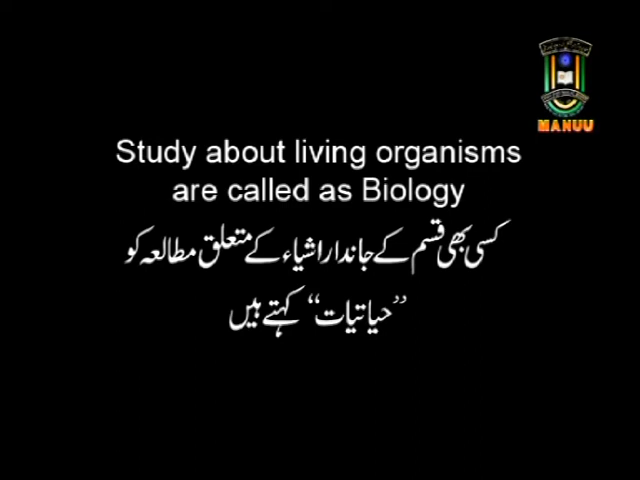 MANUU
Study about living organisms
are called as Biology
کسی بھی قسم کے جاندار اشیاء کے متعلق مطالعہ کو
”حیاتیات“ کہتے ہیں